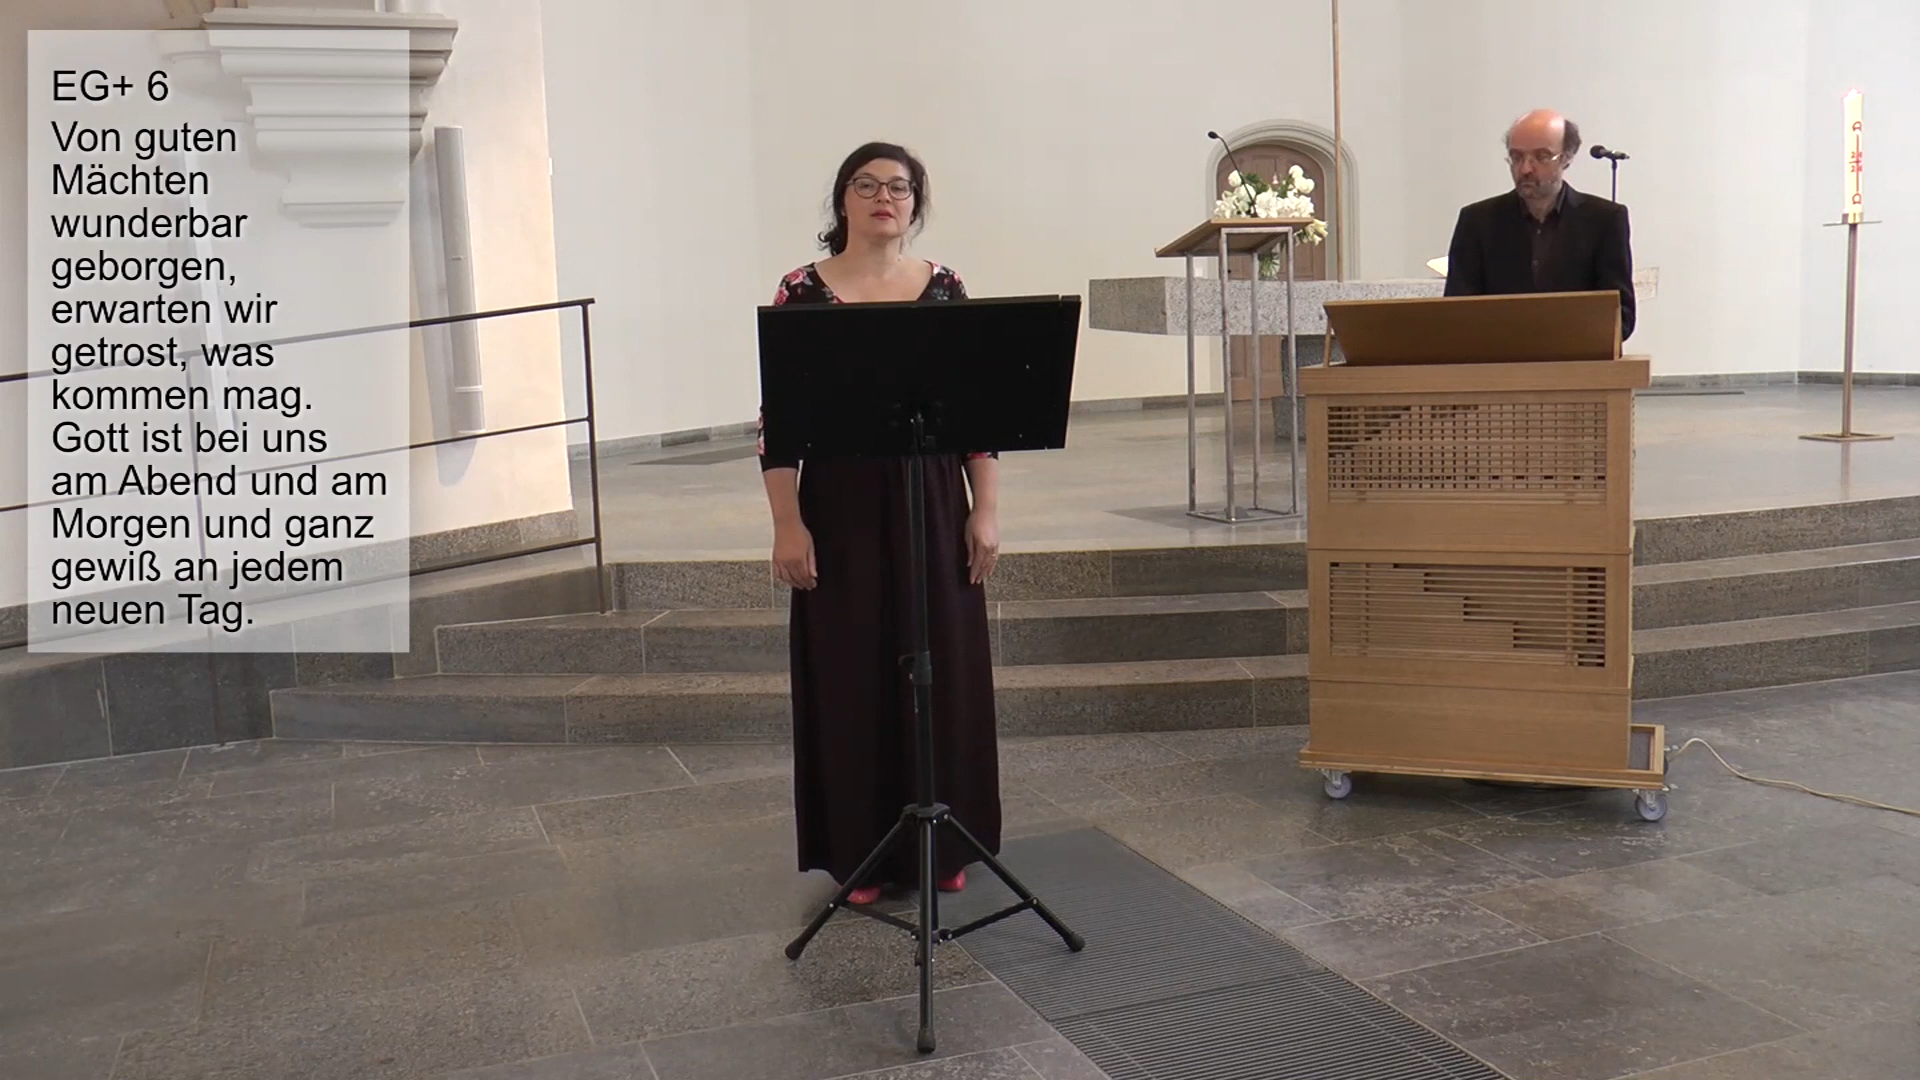 EG+ 6
Von guten
Mächten
wunderbar
geborgen,
erwarten wir
getrost, was
kommen mag.
Gott ist bei uns
am Abend und am
Morgen und ganz
gewiß an jedem
neuen Tag.